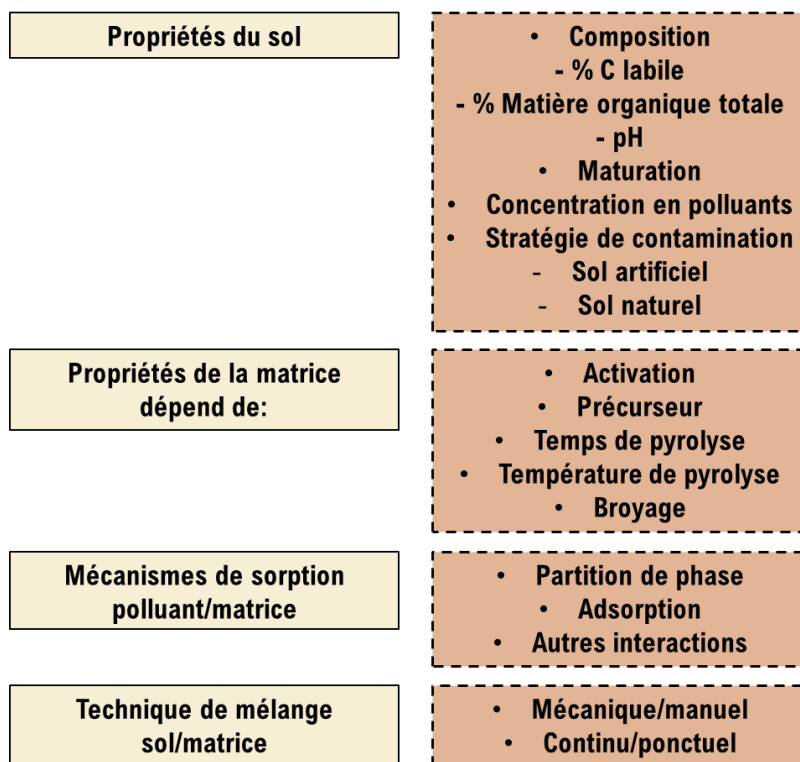 Propriétés du sol
• Composition
- % C labile
- % Matière organique totale
- pH
• Maturation
• Concentration en polluants
• Stratégie de contamination
- Sol artificiel
- Sol naturel
Propriétés de la matrice
dépend de:
• Activation
• Précurseur
• Temps de pyrolyse
• Température de pyrolyse
• Broyage
Mécanismes de sorption
polluant/matrice
• Partition de phase
• Adsorption
• Autres interactions
Technique de mélange
sol/matrice
• Mécanique/manuel
• Continu/ponctuel